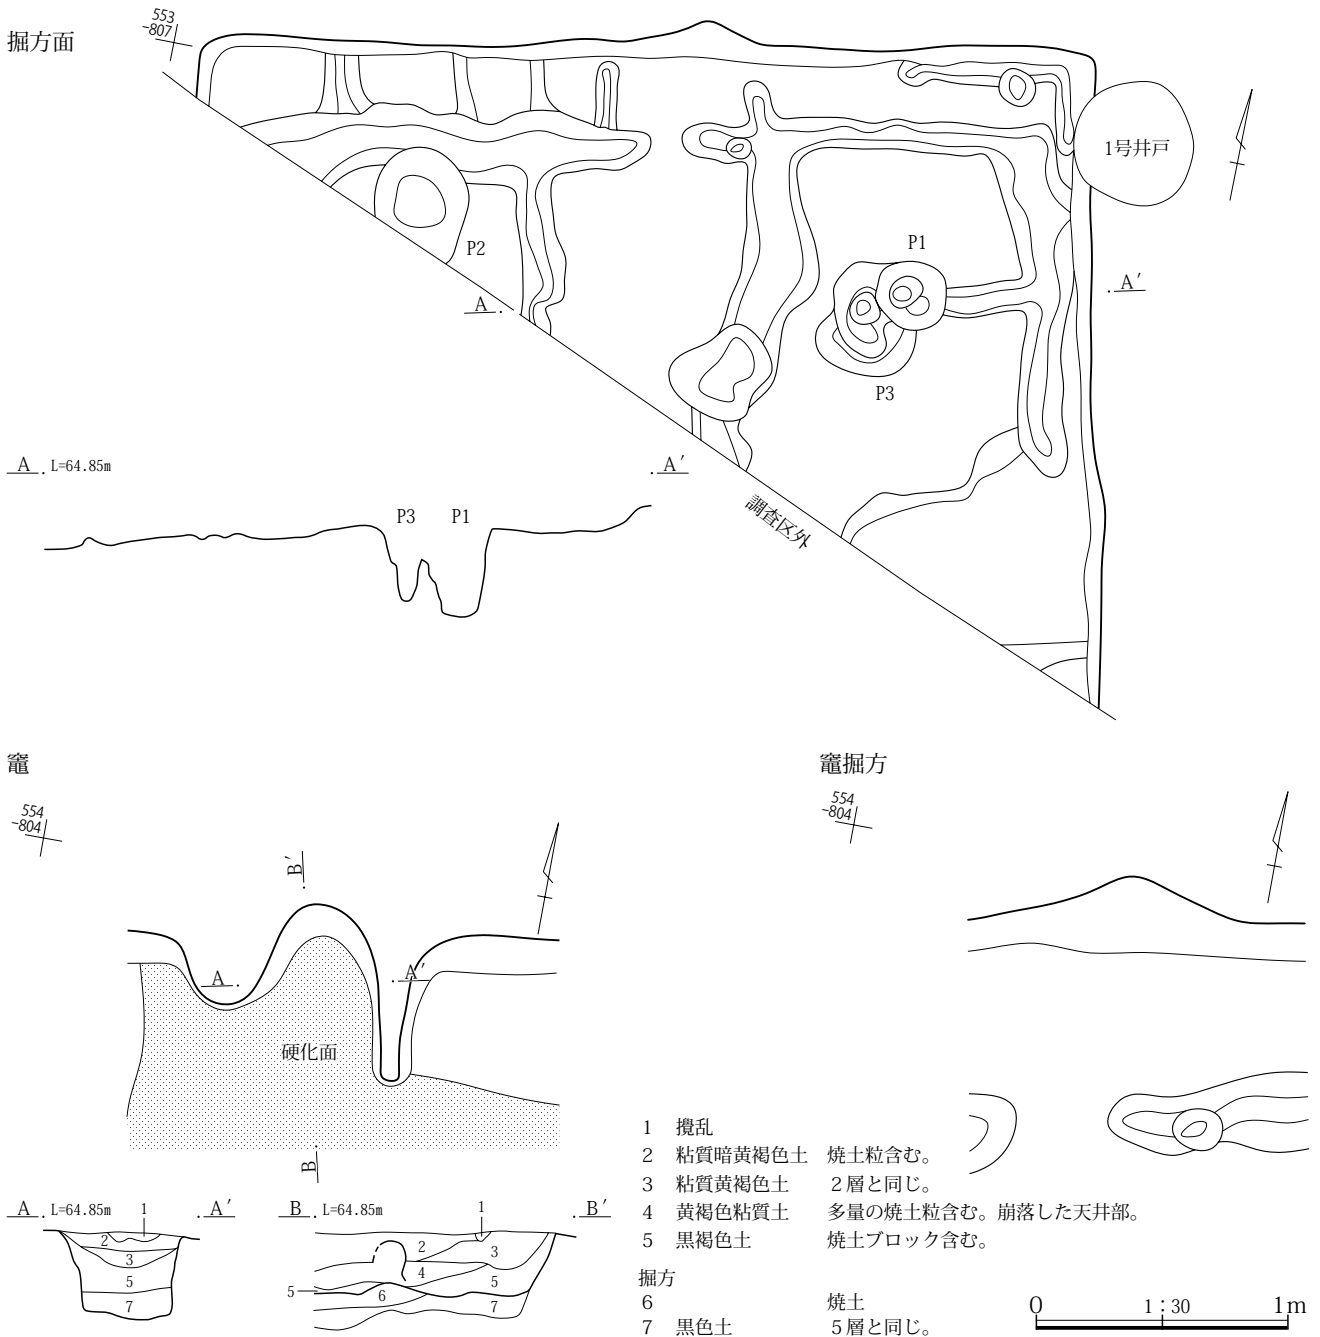 掘方面
553
-807
1号井戸
P1
P2
A .
. A′
P3
A . L=64.85m
. A′
P3 P1
調査区外
竈
554
-804
B′ .
A .
. A′
硬化面
B .
竈掘方
554
-804
A . L=64.85m 1 . A′
2
3
5
7
B . L=64.85m 1 . B′
2
3
4
5
5
6
7
1 攪乱
2 粘質暗黄褐色土 焼土粒含む。
3 粘質黄褐色土 2層と同じ。
4 黄褐色粘質土 多量の焼土粒含む。崩落した天井部。
5 黒褐色土 焼土ブロック含む。
掘方
6 焼土
7 黒色土 5層と同じ。
0 1:30 1m